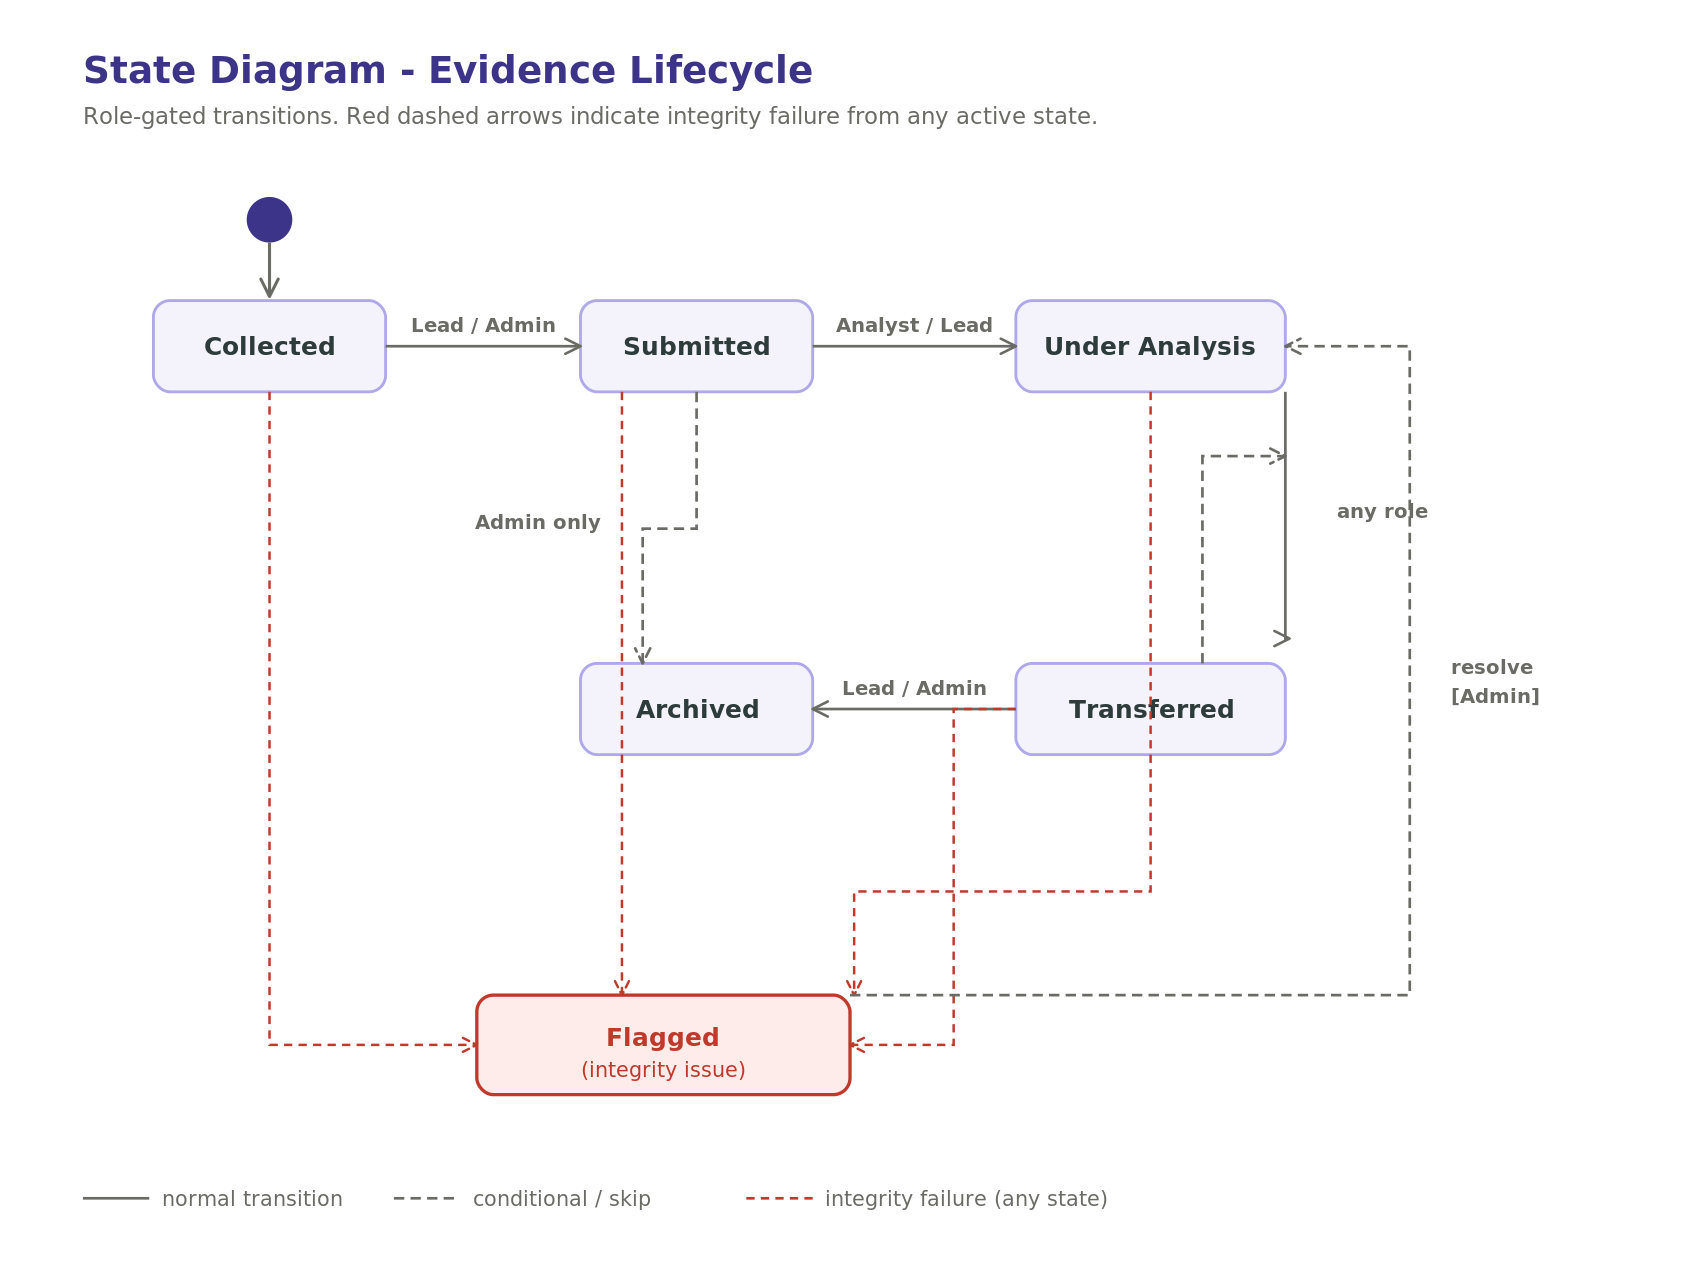 State Diagram - Evidence Lifecycle
Role-gated transitions. Red dashed arrows indicate integrity failure from any active state.
Collected
Lead / Admin
Submitted
Analyst / Lead
Under Analysis
Admin only
any role
Archived
Lead / Admin
Transferred
resolve
[Admin]
Flagged
(integrity issue)
normal transition
conditional / skip
integrity failure (any state)